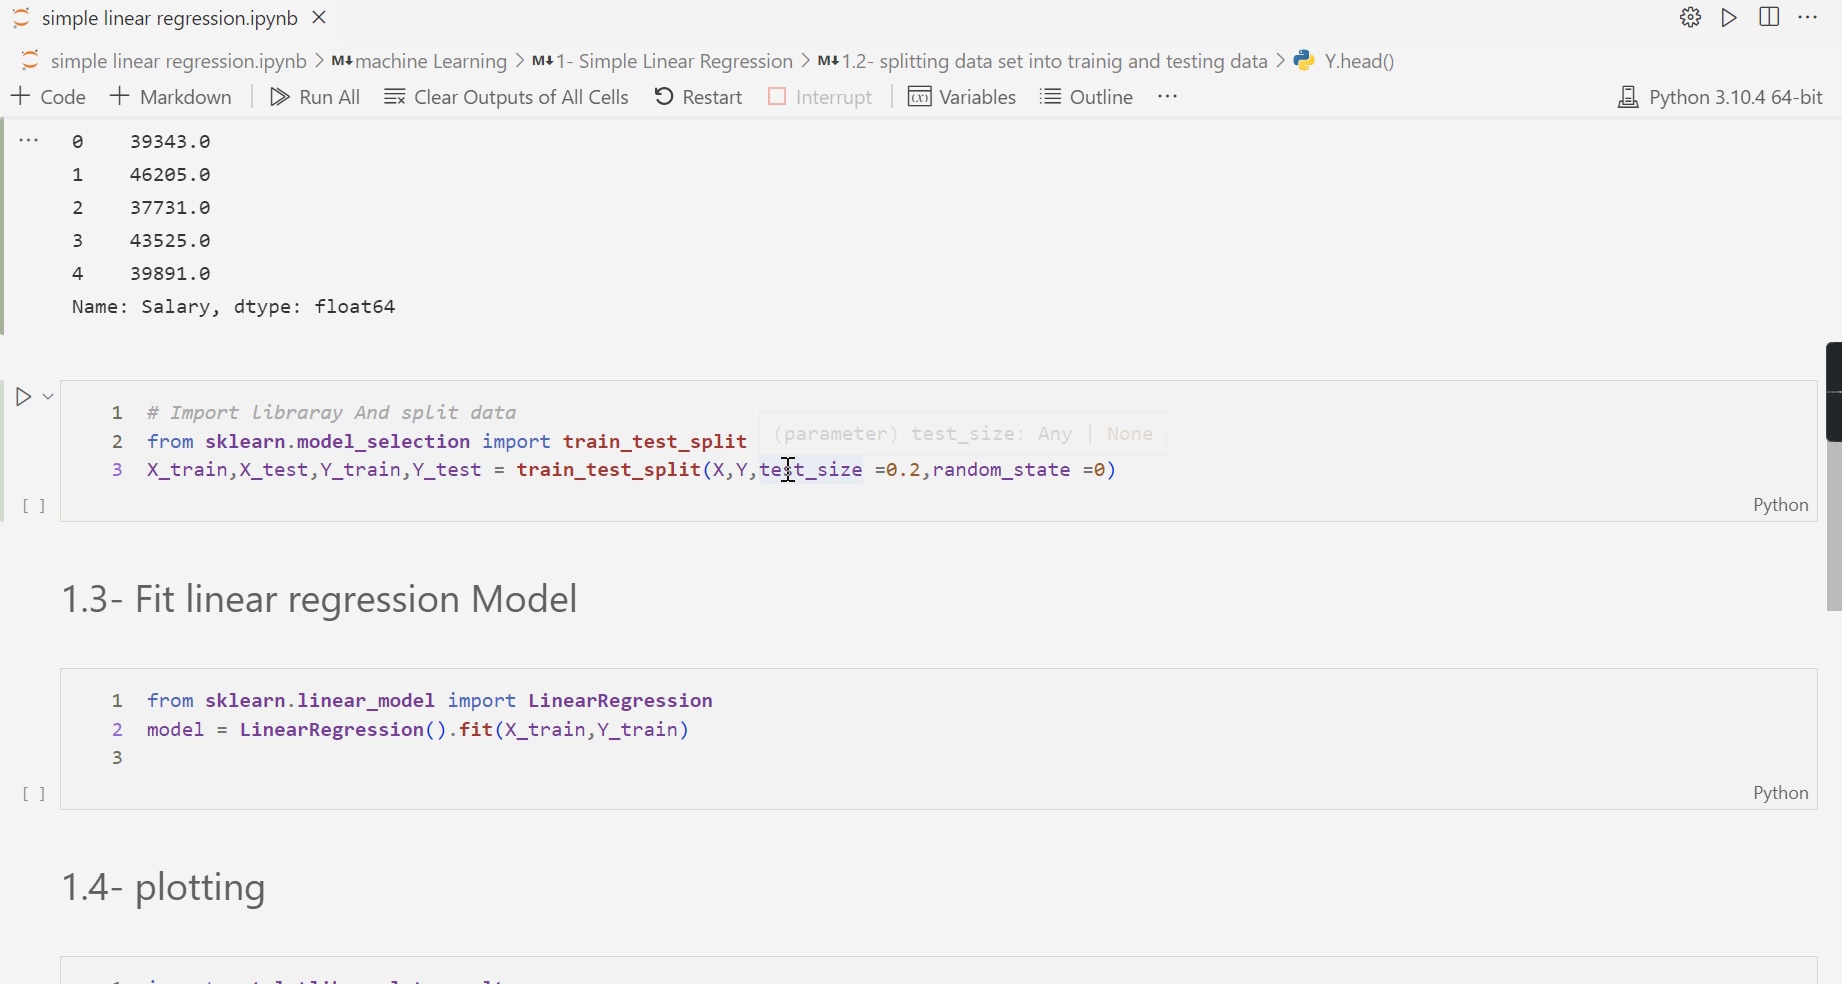 simple linear regression.ipynb
simple linear regression.ipynb > M↓ machine Learning > M↓ 1- Simple Linear Regression > M↓ 1.2- splitting data set into trainig and testing data > Y.head()
+ Code + Markdown | Run All Clear Outputs of All Cells Restart Interrupt | Variables Outline ... Python 3.10.4 64-bit
0 39343.0
1 46205.0
2 37731.0
3 43525.0
4 39891.0
Name: Salary, dtype: float64
1 # Import libraray And split data
2 from sklearn.model_selection import train_test_split
(parameter) test_size: Any | None
3 X_train,X_test,Y_train,Y_test = train_test_split(X,Y,test_size =0.2,random_state =0)
[ ] Python
1.3- Fit linear regression Model
1 from sklearn.linear_model import LinearRegression
2 model = LinearRegression().fit(X_train,Y_train)
3
[ ] Python
1.4- plotting